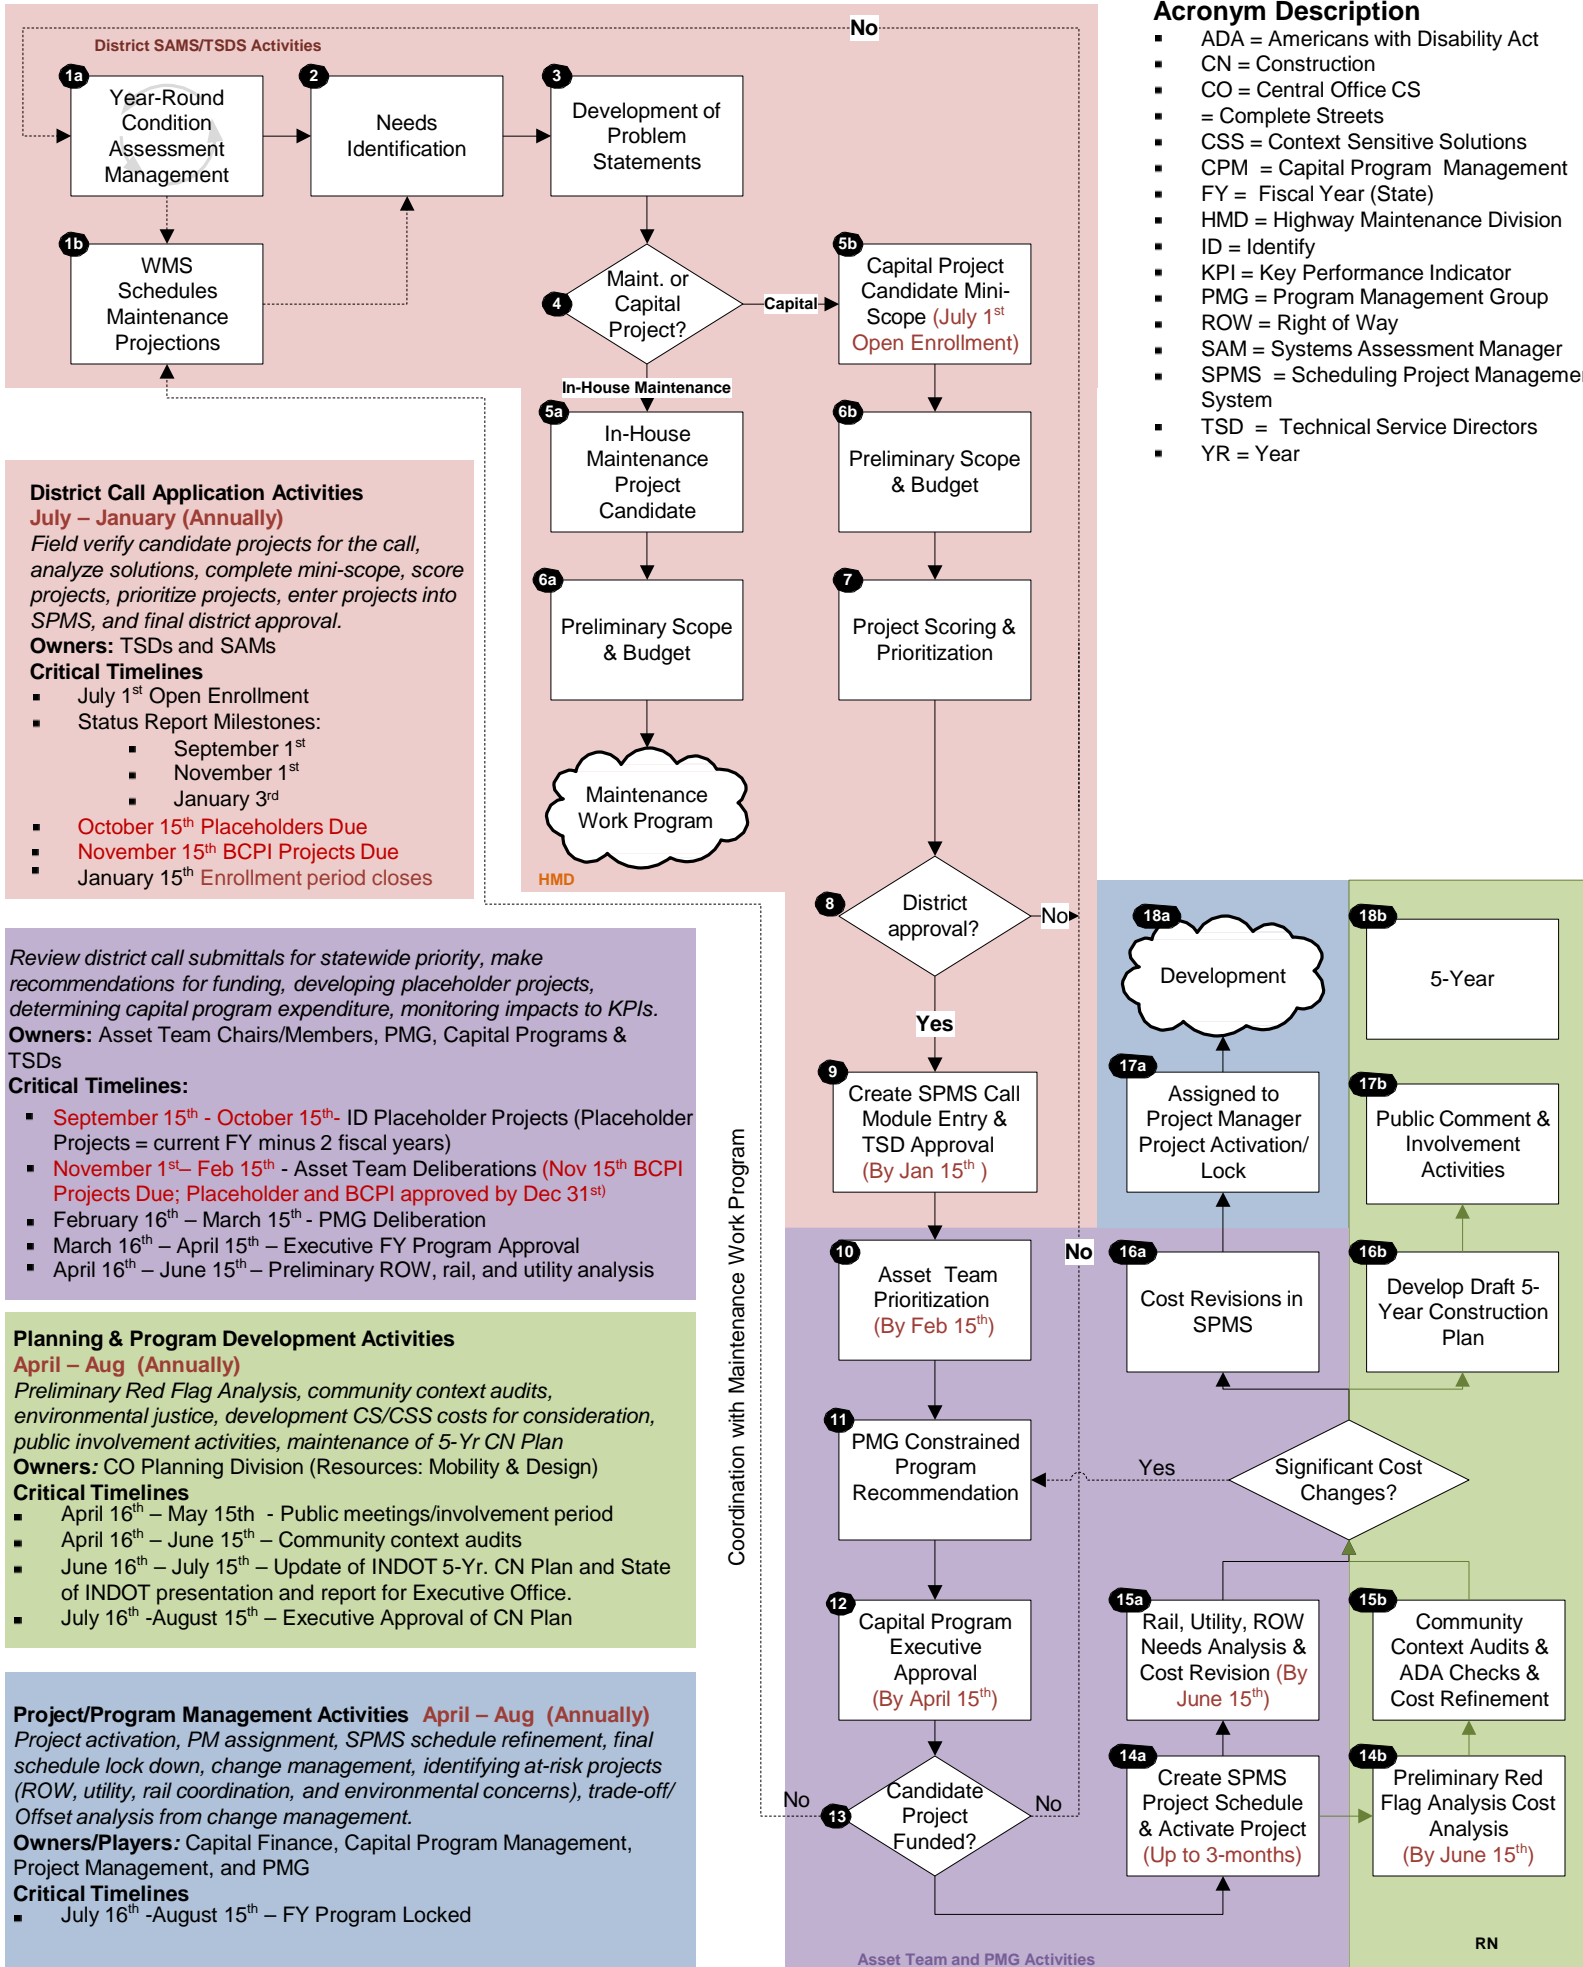 No
District SAMS/TSDS Activities
1a
Year-Round
Condition
Assessment
Management
2
Needs
Identification
3
Development of
Problem
Statements
1b
WMS
Schedules
Maintenance
Projections
4
Maint. or
Capital
Project?
Capital
5b
Capital Project
Candidate Mini-
Scope (July 1st
Open Enrollment)
In-House Maintenance
5a
In-House
Maintenance
Project
Candidate
6b
Preliminary Scope
& Budget
6a
Preliminary Scope
& Budget
7
Project Scoring &
Prioritization
Maintenance
Work Program
HMD
8
District
approval?
No
Yes
9
Create SPMS Call
Module Entry &
TSD Approval
(By Jan 15th )
10
Asset Team
Prioritization
(By Feb 15th)
11
PMG Constrained
Program
Recommendation
12
Capital Program
Executive
Approval
(By April 15th)
13
Candidate
Project
Funded?
No
No
No
Coordination with Maintenance Work Program
14a
Create SPMS
Project Schedule
& Activate Project
(Up to 3-months)
14b
Preliminary Red
Flag Analysis Cost
Analysis
(By June 15th)
15a
Rail, Utility, ROW
Needs Analysis &
Cost Revision (By
June 15th)
15b
Community
Context Audits &
ADA Checks &
Cost Refinement
Significant Cost
Changes?
Yes
16a
Cost Revisions in
SPMS
16b
Develop Draft 5-
Year Construction
Plan
17a
Assigned to
Project Manager
Project Activation/
Lock
17b
Public Comment &
Involvement
Activities
18a
Development
18b
5-Year
Asset Team and PMG Activities
RN
Acronym Description
ADA = Americans with Disability Act
CN = Construction
CO = Central Office CS
= Complete Streets
CSS = Context Sensitive Solutions
CPM = Capital Program Management
FY = Fiscal Year (State)
HMD = Highway Maintenance Division
ID = Identify
KPI = Key Performance Indicator
PMG = Program Management Group
ROW = Right of Way
SAM = Systems Assessment Manager
SPMS = Scheduling Project Managemen
System
TSD = Technical Service Directors
YR = Year
District Call Application Activities
July – January (Annually)
Field verify candidate projects for the call,
analyze solutions, complete mini-scope, score
projects, prioritize projects, enter projects into
SPMS, and final district approval.
Owners: TSDs and SAMs
Critical Timelines
July 1st Open Enrollment
Status Report Milestones:
September 1st
November 1st
January 3rd
October 15th Placeholders Due
November 15th BCPI Projects Due
January 15th Enrollment period closes
Review district call submittals for statewide priority, make
recommendations for funding, developing placeholder projects,
determining capital program expenditure, monitoring impacts to KPIs.
Owners: Asset Team Chairs/Members, PMG, Capital Programs &
TSDs
Critical Timelines:
September 15th - October 15th- ID Placeholder Projects (Placeholder
Projects = current FY minus 2 fiscal years)
November 1st– Feb 15th - Asset Team Deliberations (Nov 15th BCPI
Projects Due; Placeholder and BCPI approved by Dec 31st)
February 16th – March 15th - PMG Deliberation
March 16th – April 15th – Executive FY Program Approval
April 16th – June 15th – Preliminary ROW, rail, and utility analysis
Planning & Program Development Activities
April – Aug (Annually)
Preliminary Red Flag Analysis, community context audits,
environmental justice, development CS/CSS costs for consideration,
public involvement activities, maintenance of 5-Yr CN Plan
Owners: CO Planning Division (Resources: Mobility & Design)
Critical Timelines
April 16th – May 15th - Public meetings/involvement period
April 16th – June 15th – Community context audits
June 16th – July 15th – Update of INDOT 5-Yr. CN Plan and State
of INDOT presentation and report for Executive Office.
July 16th -August 15th – Executive Approval of CN Plan
Project/Program Management Activities April – Aug (Annually)
Project activation, PM assignment, SPMS schedule refinement, final
schedule lock down, change management, identifying at-risk projects
(ROW, utility, rail coordination, and environmental concerns), trade-off/
Offset analysis from change management.
Owners/Players: Capital Finance, Capital Program Management,
Project Management, and PMG
Critical Timelines
July 16th -August 15th – FY Program Locked